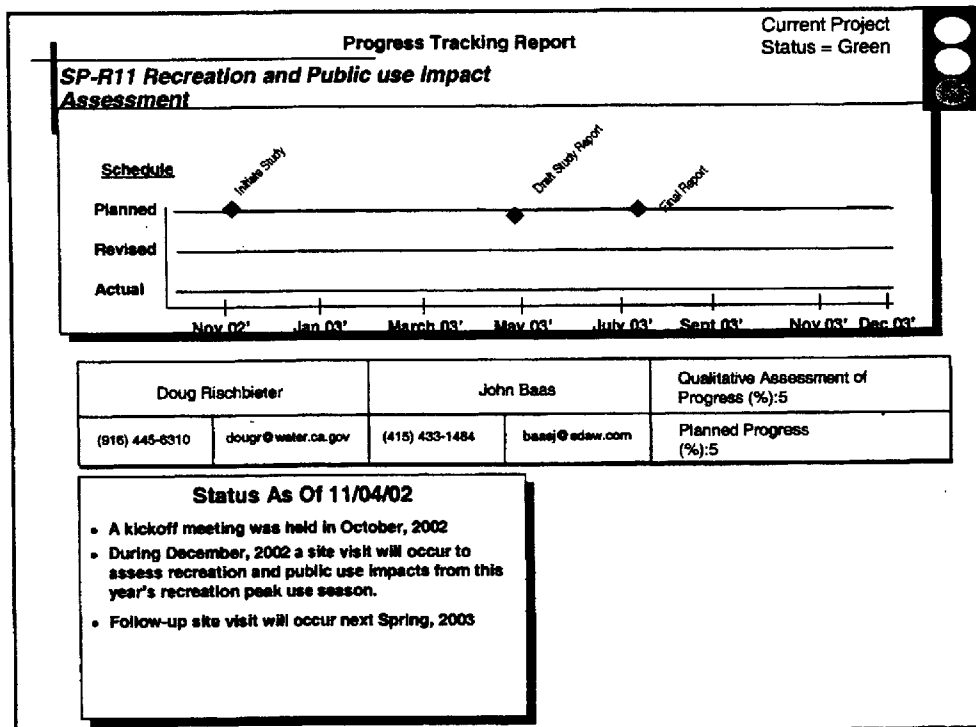 Progress Tracking Report
Current Project
Status = Green
SP-R11 Recreation and Public use Impact
Assessment
Schedule
Initiate Study
Draft Study Report
Final Report
Planned
Revised
Actual
Nov 02' Jan 03' March 03' May 03' July 03' Sept 03' Nov 03' Dec 03'
Doug Rischbieter
John Baas
Qualitative Assessment of
Progress (%):5
(916) 445-6310
dougr@water.ca.gov
(415) 433-1484
baasj@edaw.com
Planned Progress
(%):5
Status As Of 11/04/02
• A kickoff meeting was held in October, 2002
• During December, 2002 a site visit will occur to
assess recreation and public use impacts from this
year's recreation peak use season.
• Follow-up site visit will occur next Spring, 2003